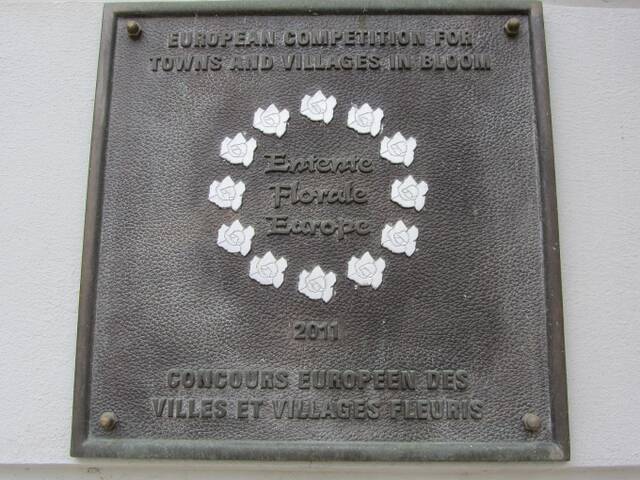 EUROPEAN COMPETITION FOR
TOWNS AND VILLAGES IN BLOOM
Entente
Florale
Europe
2011
CONCOURS EUROPEEN DES
VILLES ET VILLAGES FLEURIS